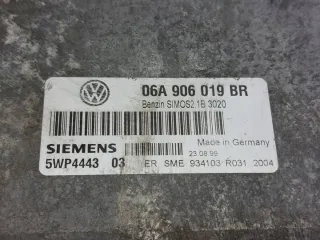 06A 906 019 BR
Benzin SIMOS2.1B 3020
Made in Germany
SIEMENS
23.08.99
5WP4443 03
ER SME 934103 R031 2004